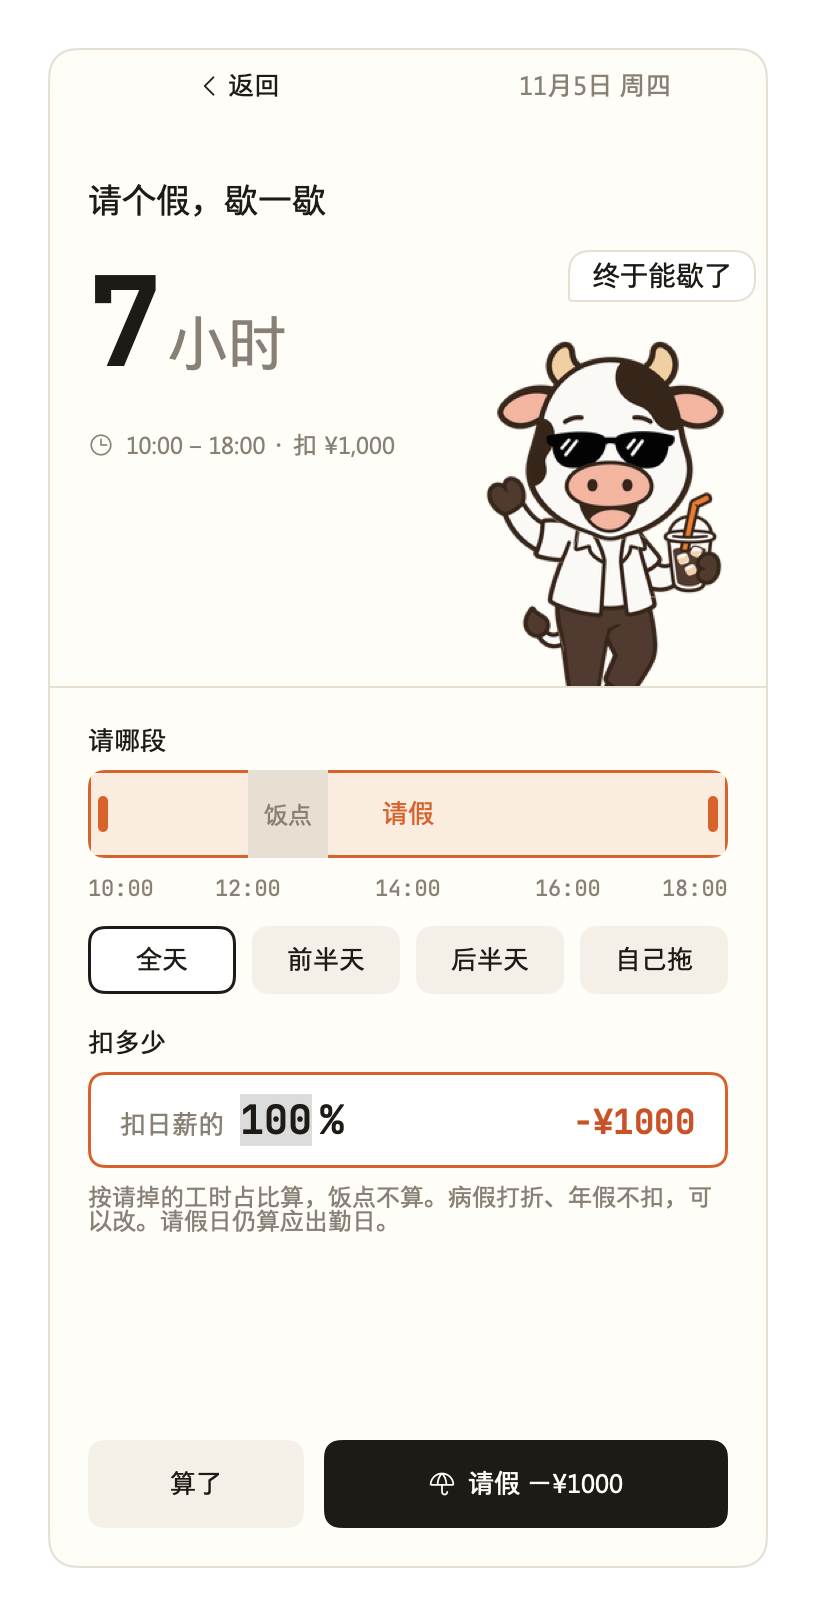 返回
11月5日 周四
请个假，歇一歇
终于能歇了
7小时
10:00 – 18:00 · 扣 ¥1,000
请哪段
饭点 请假
10:00 12:00 14:00 16:00 18:00
全天 前半天 后半天 自己拖
扣多少
扣日薪的 100% -¥1000
按请掉的工时占比算，饭点不算。病假打折、年假不扣，可
以改。请假日仍算应出勤日。
算了 请假 −¥1000